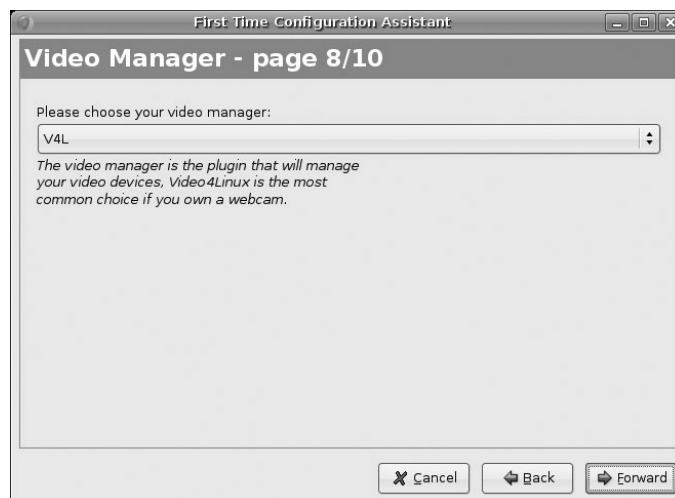 First Time Configuration Assistant
Video Manager - page 8/10
Please choose your video manager:
V4L
The video manager is the plugin that will manage
your video devices, Video4Linux is the most
common choice if you own a webcam.
Cancel
Back
Forward